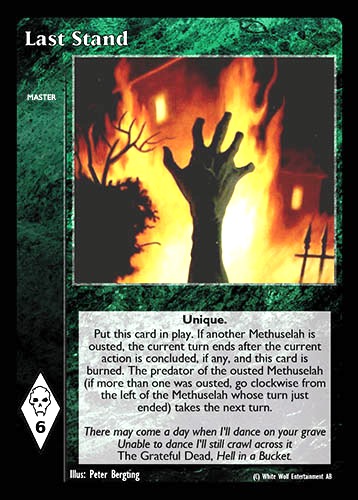 Last Stand
MASTER
Unique.
Put this card in play. If another Methuselah is
ousted, the current turn ends after the current
action is concluded, if any, and this card is
burned. The predator of the ousted Methuselah
(if more than one was ousted, go clockwise from
the left of the Methuselah whose turn just
ended) takes the next turn.
There may come a day when I'll dance on your grave
Unable to dance I'll still crawl across it
The Grateful Dead, Hell in a Bucket.
6
Illus: Peter Bergting
(C) White Wolf Entertainment AB